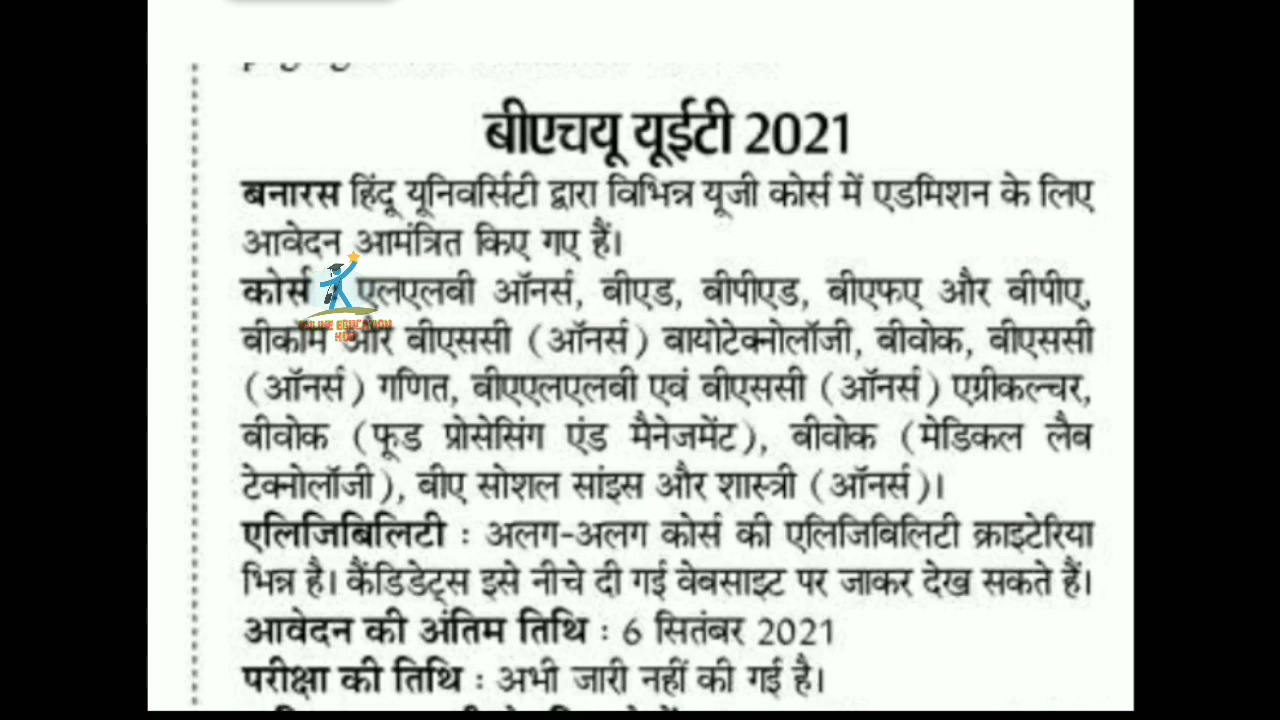 बीएचयू यूईटी 2021
बनारस हिंदू यूनिवर्सिटी द्वारा विभिन्न यूजी कोर्स में एडमिशन के लिए
आवेदन आमंत्रित किए गए हैं।
कोर्स एलएलबी ऑनर्स, बीएड, बीपीएड, बीएफए और बीपीए,
ONLINE EDUCATION
HUB
बीकॉम और बीएससी (ऑनर्स) बायोटेक्नोलॉजी, बीवोक, बीएससी
(ऑनर्स) गणित, बीएएलएलबी एवं बीएससी (ऑनर्स) एग्रीकल्चर,
बीवोक (फूड प्रोसेसिंग एंड मैनेजमेंट), बीवोक (मेडिकल लैब
टेक्नोलॉजी), बीए सोशल सांइस और शास्त्री (ऑनर्स)।
एलिजिबिलिटी : अलग-अलग कोर्स की एलिजिबिलिटी क्राइटेरिया
भिन्न है। कैंडिडेट्स इसे नीचे दी गई वेबसाइट पर जाकर देख सकते हैं।
आवेदन की अंतिम तिथि : 6 सितंबर 2021
परीक्षा की तिथि : अभी जारी नहीं की गई है।